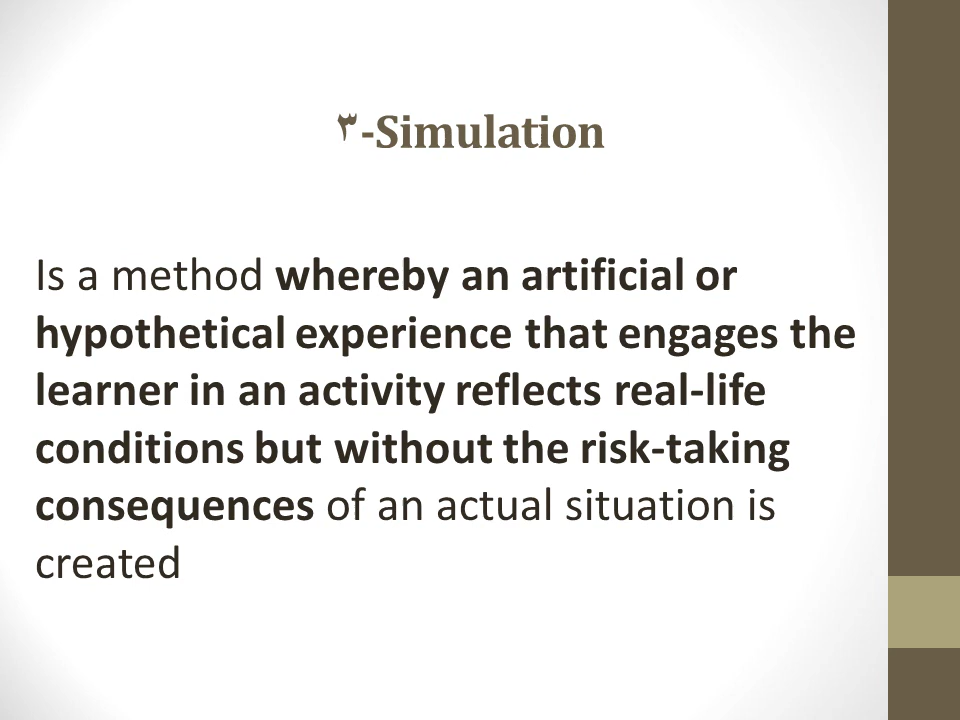 ٣-Simulation
Is a method whereby an artificial or
hypothetical experience that engages the
learner in an activity reflects real-life
conditions but without the risk-taking
consequences of an actual situation is
created